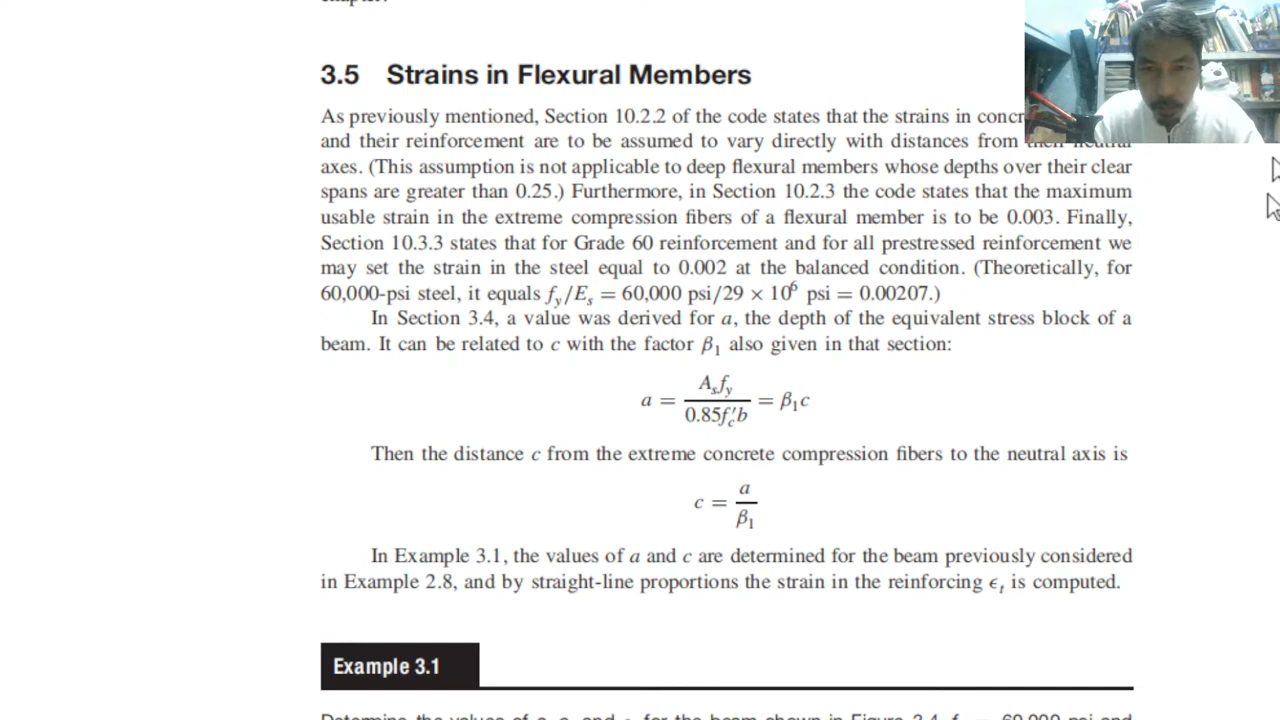 3.5 Strains in Flexural Members
As previously mentioned, Section 10.2.2 of the code states that the strains in
and their reinforcement are to be assumed to vary directly with distances from their neutral
axes. (This assumption is not applicable to deep flexural members whose depths over their clear
spans are greater than 0.25.) Furthermore, in Section 10.2.3 the code states that the maximum
usable strain in the extreme compression fibers of a flexural member is to be 0.003. Finally,
Section 10.3.3 states that for Grade 60 reinforcement and for all prestressed reinforcement we
may set the strain in the steel equal to 0.002 at the balanced condition. (Theoretically, for
60,000-psi steel, it equals f_y/E_s = 60,000 psi/29 × 10⁶ psi = 0.00207.)
In Section 3.4, a value was derived for a, the depth of the equivalent stress block of a
beam. It can be related to c with the factor β₁ also given in that section:
a = A_s f_y / 0.85f'_c b = β₁c
Then the distance c from the extreme concrete compression fibers to the neutral axis is
c = a / β₁
In Example 3.1, the values of a and c are determined for the beam previously considered
in Example 2.8, and by straight-line proportions the strain in the reinforcing ϵ_t is computed.
Example 3.1